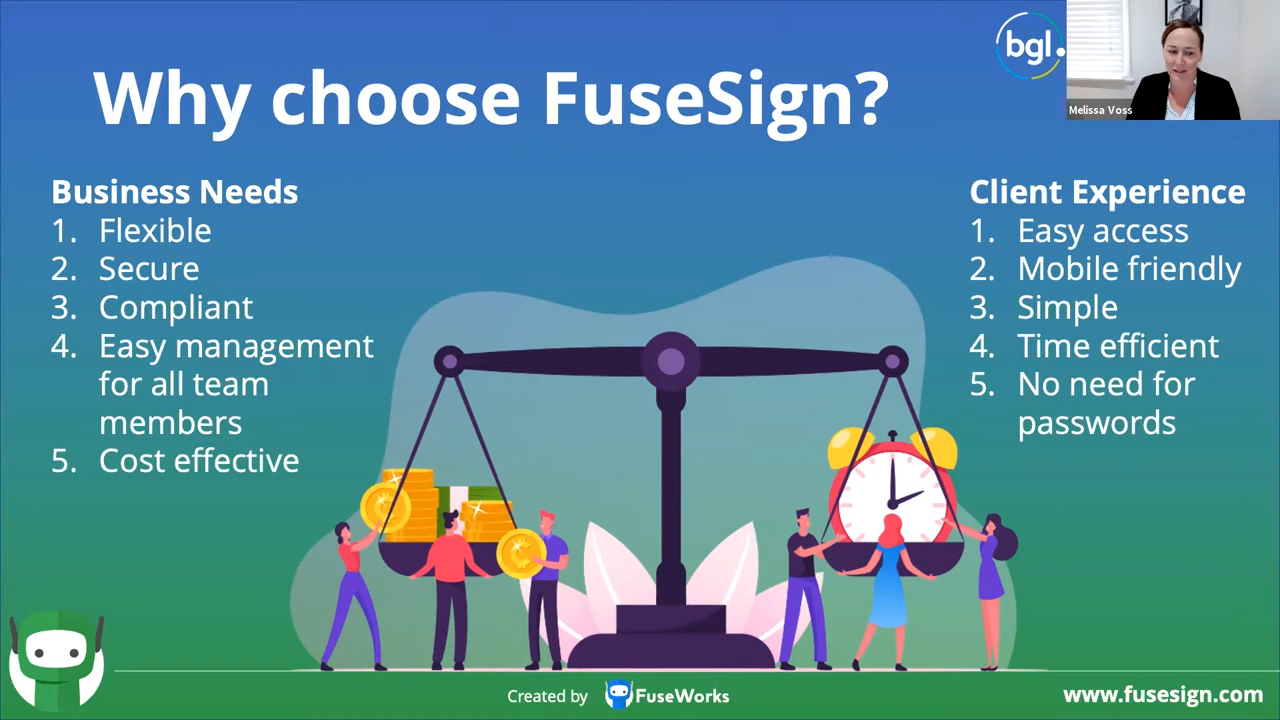 bgl.
Melissa Voss
Why choose FuseSign?
Business Needs
1. Flexible
2. Secure
3. Compliant
4. Easy management
for all team
members
5. Cost effective
Client Experience
1. Easy access
2. Mobile friendly
3. Simple
4. Time efficient
5. No need for
passwords
Created by FuseWorks
www.fusesign.com